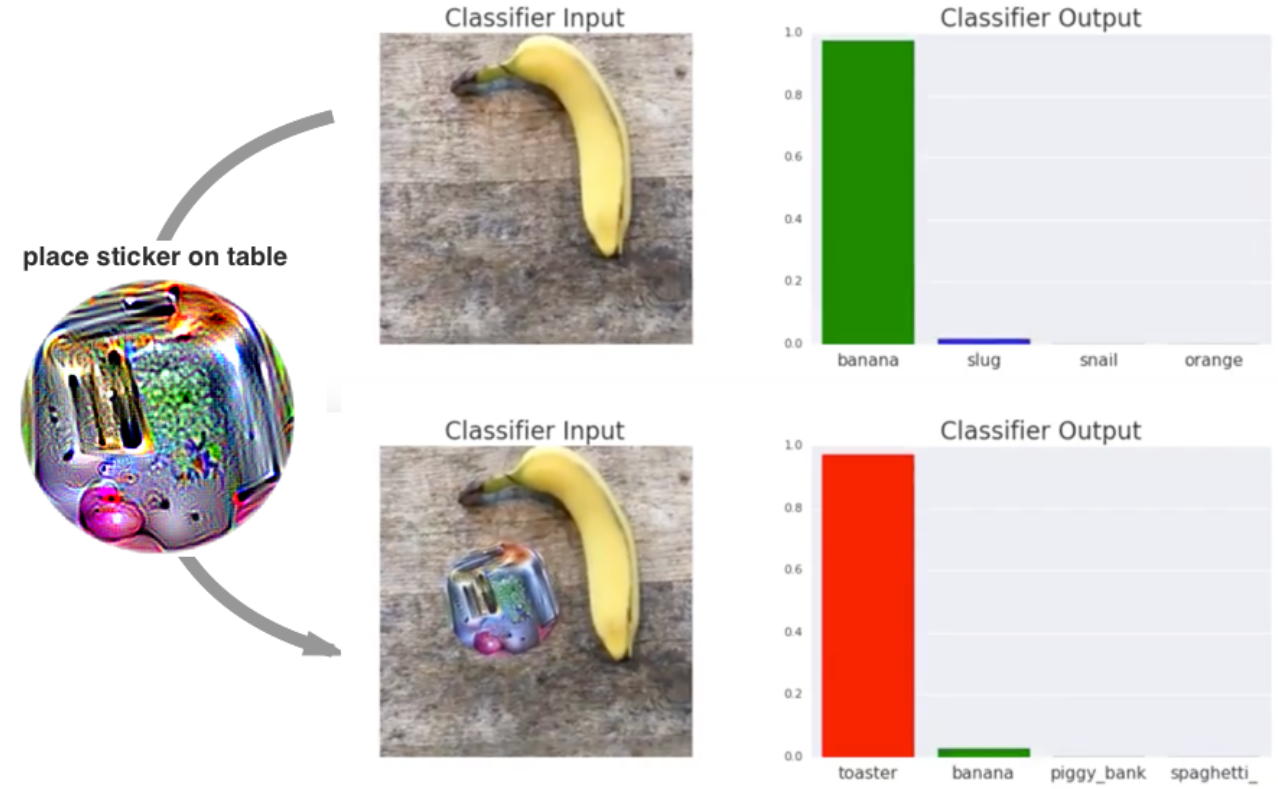 Classifier Input
Classifier Output
1.0
0.8
0.6
0.4
0.2
0.0
banana slug snail orange
place sticker on table
Classifier Input
Classifier Output
1.0
0.8
0.6
0.4
0.2
0.0
toaster banana piggy_bank spaghetti_